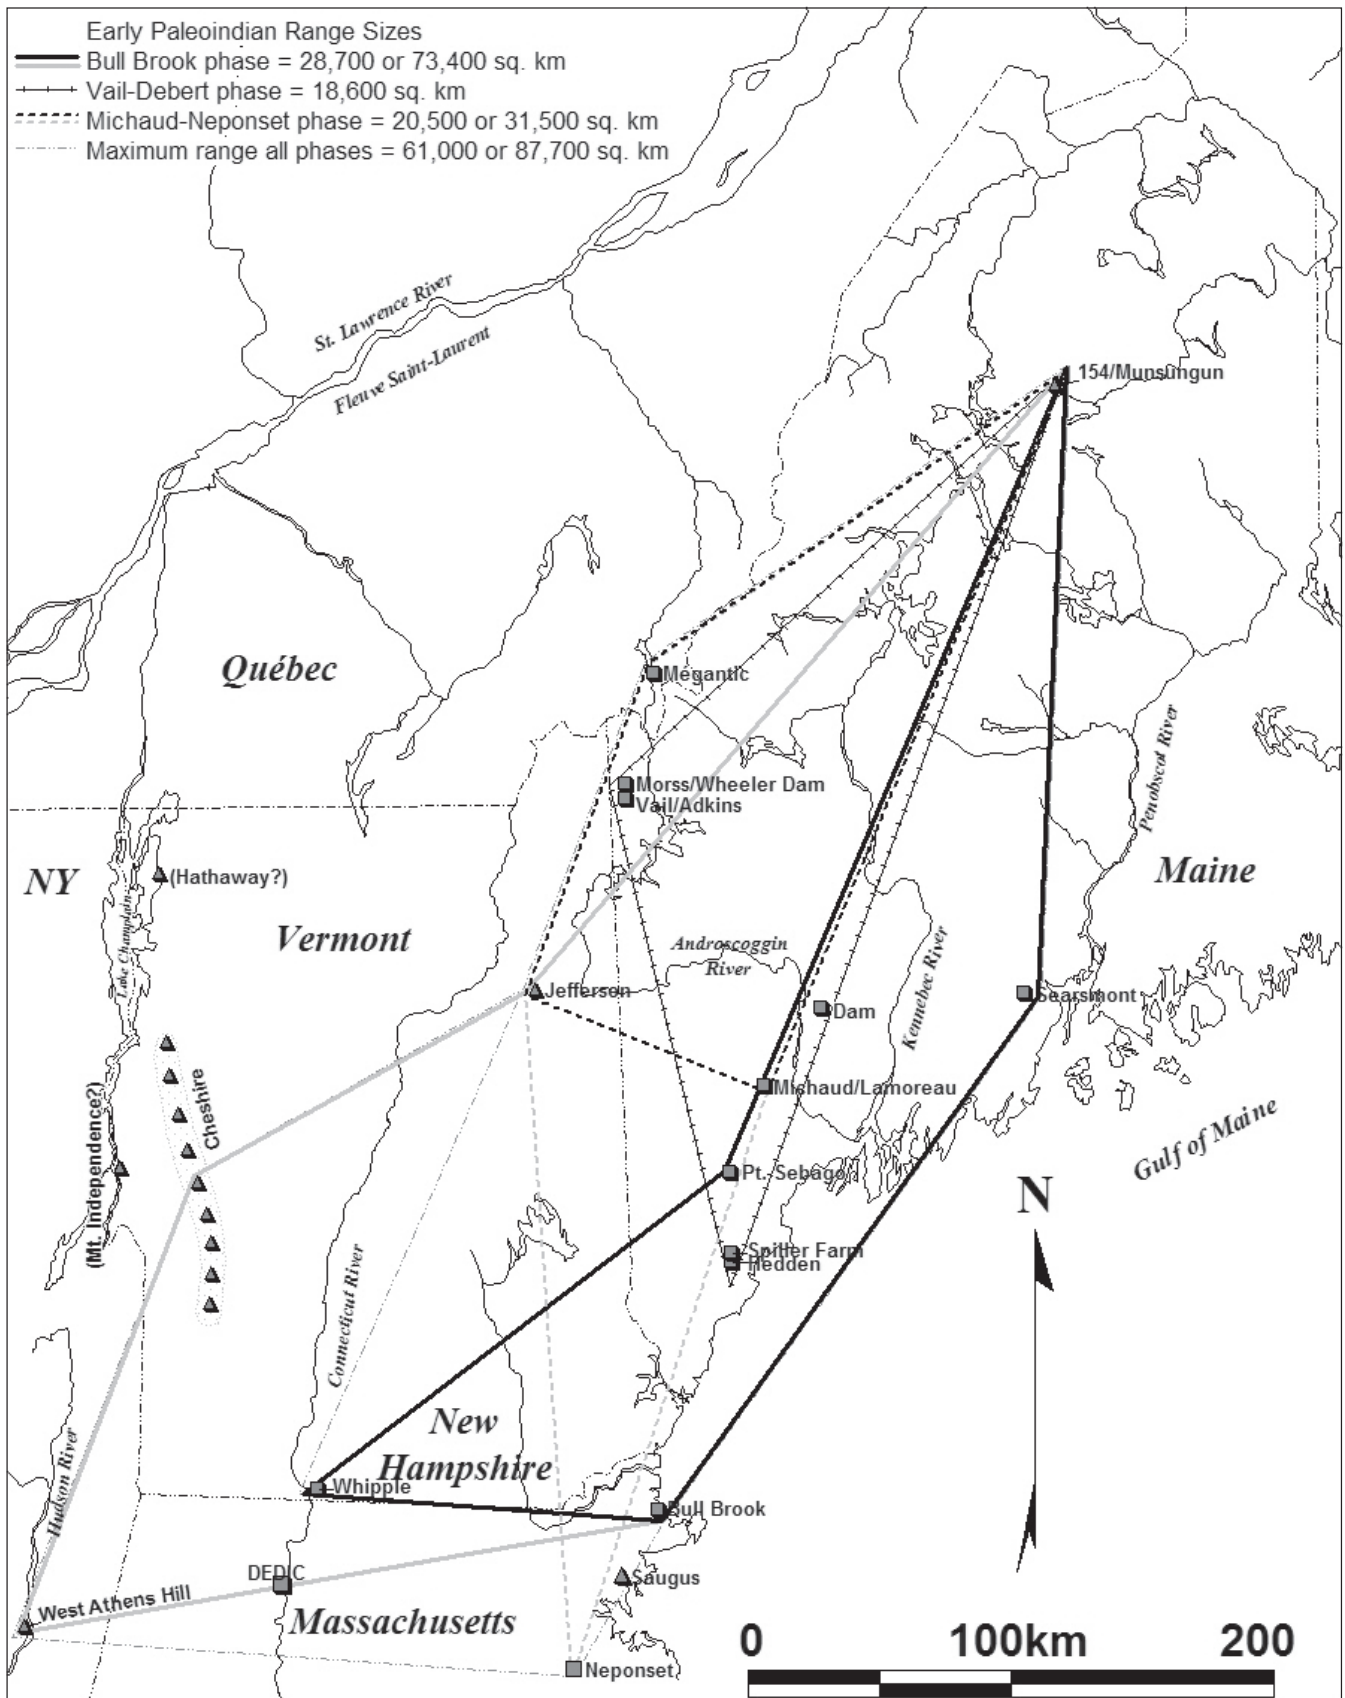 Early Paleoindian Range Sizes
Bull Brook phase = 28,700 or 73,400 sq. km
Vail-Debert phase = 18,600 sq. km
Michaud-Neponset phase = 20,500 or 31,500 sq. km
Maximum range all phases = 61,000 or 87,700 sq. km
St. Lawrence River
Fleuve Saint-Laurent
154/Munsungun
Québec
Megantic
Morss/Wheeler Dam
Vail/Adkins
Penobscot River
NY
(Hathaway?)
Maine
Lake Champlain
Vermont
Androscoggin
River
Kennebec River
Jefferson
Searsmont
Dam
Cheshire
Michaud/Lamoreau
(Mt. Independence?)
Gulf of Maine
Pt. Sebago
N
Spiller Farm
Hedden
Connecticut River
New
Hampshire
Hudson River
Whipple
Bull Brook
DEDIC
Saugus
West Athens Hill
Massachusetts
Neponset
0 100km 200